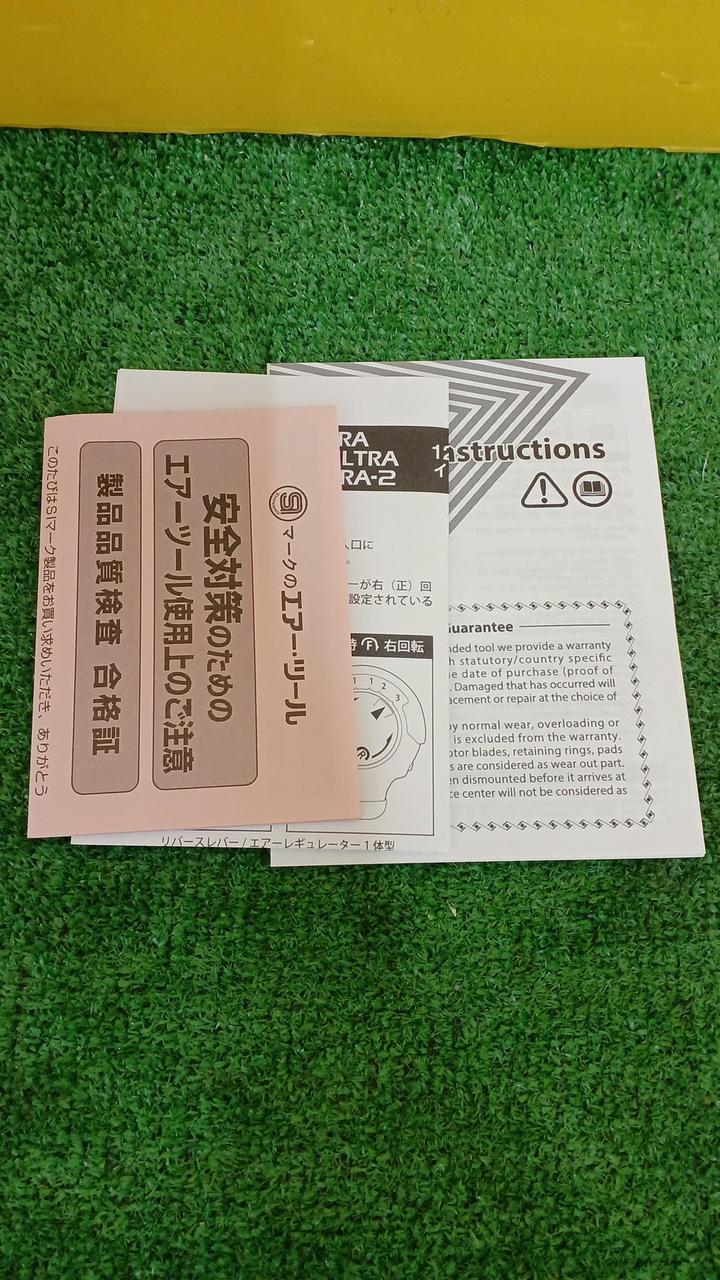 SI マークのエアー・ツール
安全対策のための
エアーツール使用上のご注意
製品品質検査 合格証
このたびはSIマーク製品をお買い求めいただき、ありがとう
RA
LTRA
RA-2
1
イ
入口に
。
ーが右（正）回
設定されている
時 Ⓕ 右回転
1 1 2 3
F
リバースレバー / エアーレギュレーター 1 体型
nstructions
Guarantee
nded tool we provide a warranty
h statutory/country specific
e date of purchase (proof of
. Damaged that has occurred will
acement or repair at the choice of
by normal wear, overloading or
is excluded from the warranty.
otor blades, retaining rings, pads
s are considered as wear out part.
en dismounted before it arrives at
ce center will not be considered as